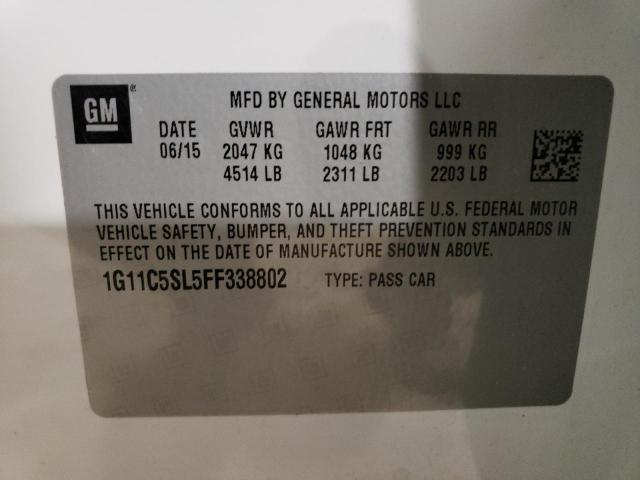 GM ®
MFD BY GENERAL MOTORS LLC
DATE GVWR GAWR FRT GAWR RR
06/15 2047 KG 1048 KG 999 KG
4514 LB 2311 LB 2203 LB
THIS VEHICLE CONFORMS TO ALL APPLICABLE U.S. FEDERAL MOTOR
VEHICLE SAFETY, BUMPER, AND THEFT PREVENTION STANDARDS IN
EFFECT ON THE DATE OF MANUFACTURE SHOWN ABOVE.
1G11C5SL5FF338802 TYPE: PASS CAR